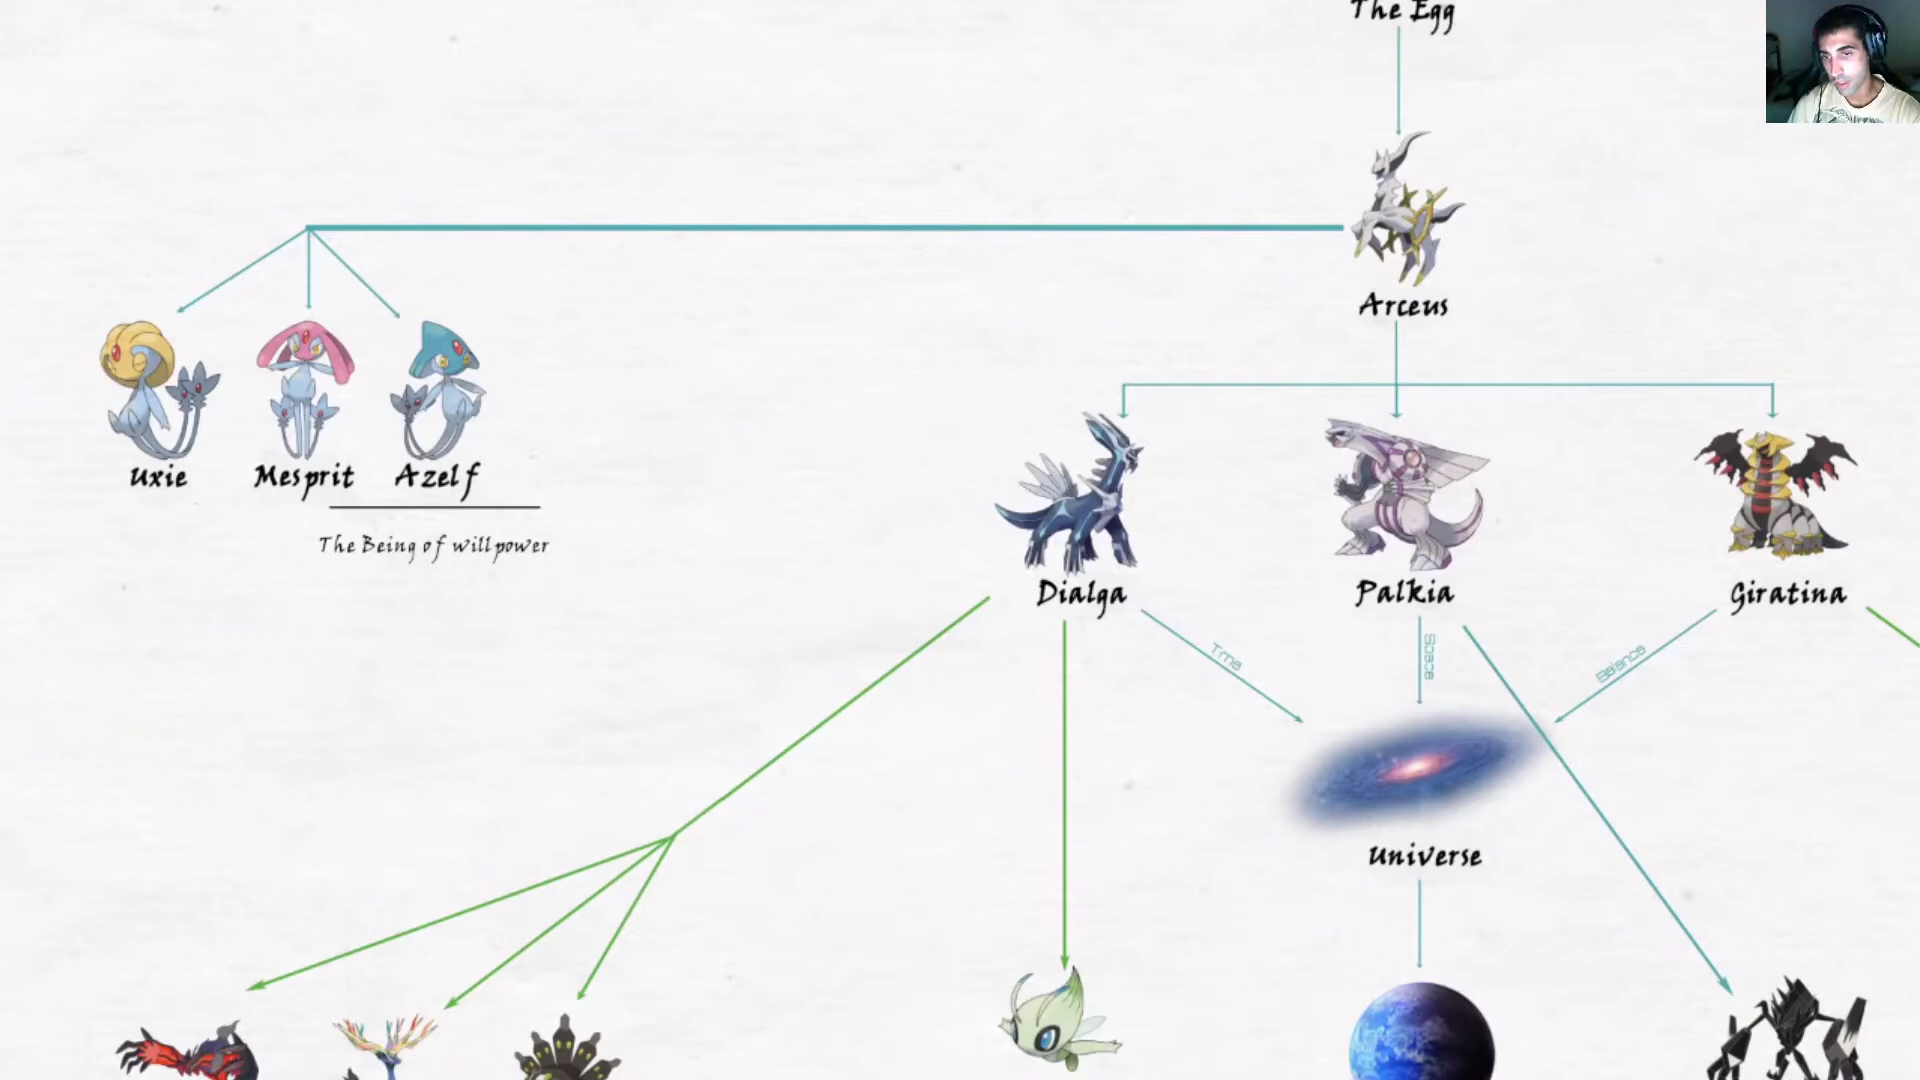 The Egg
Arceus
Uxie
Mesprit
Azelf
The Being of willpower
Dialga
Palkia
Giratina
Time
Space
Balance
Universe